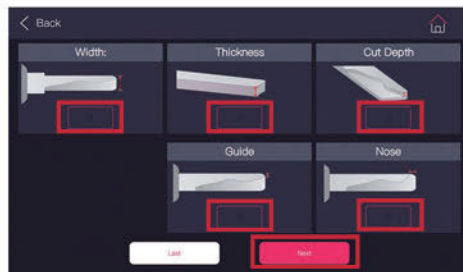 Back
Width:
Thickness
Cut Depth
Guide
Nose
Last
Next